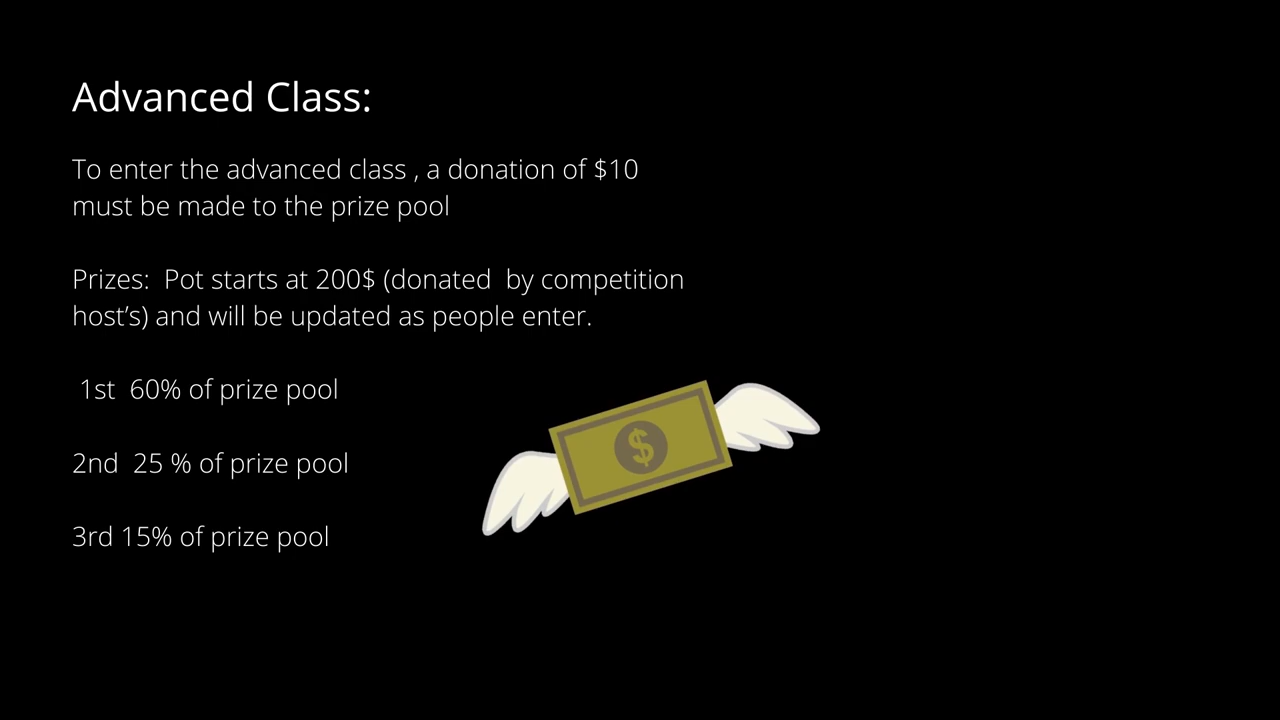 Advanced Class:
To enter the advanced class , a donation of $10
must be made to the prize pool
Prizes:  Pot starts at 200$ (donated  by competition
host’s) and will be updated as people enter.
1st  60% of prize pool
2nd  25 % of prize pool
3rd 15% of prize pool
$